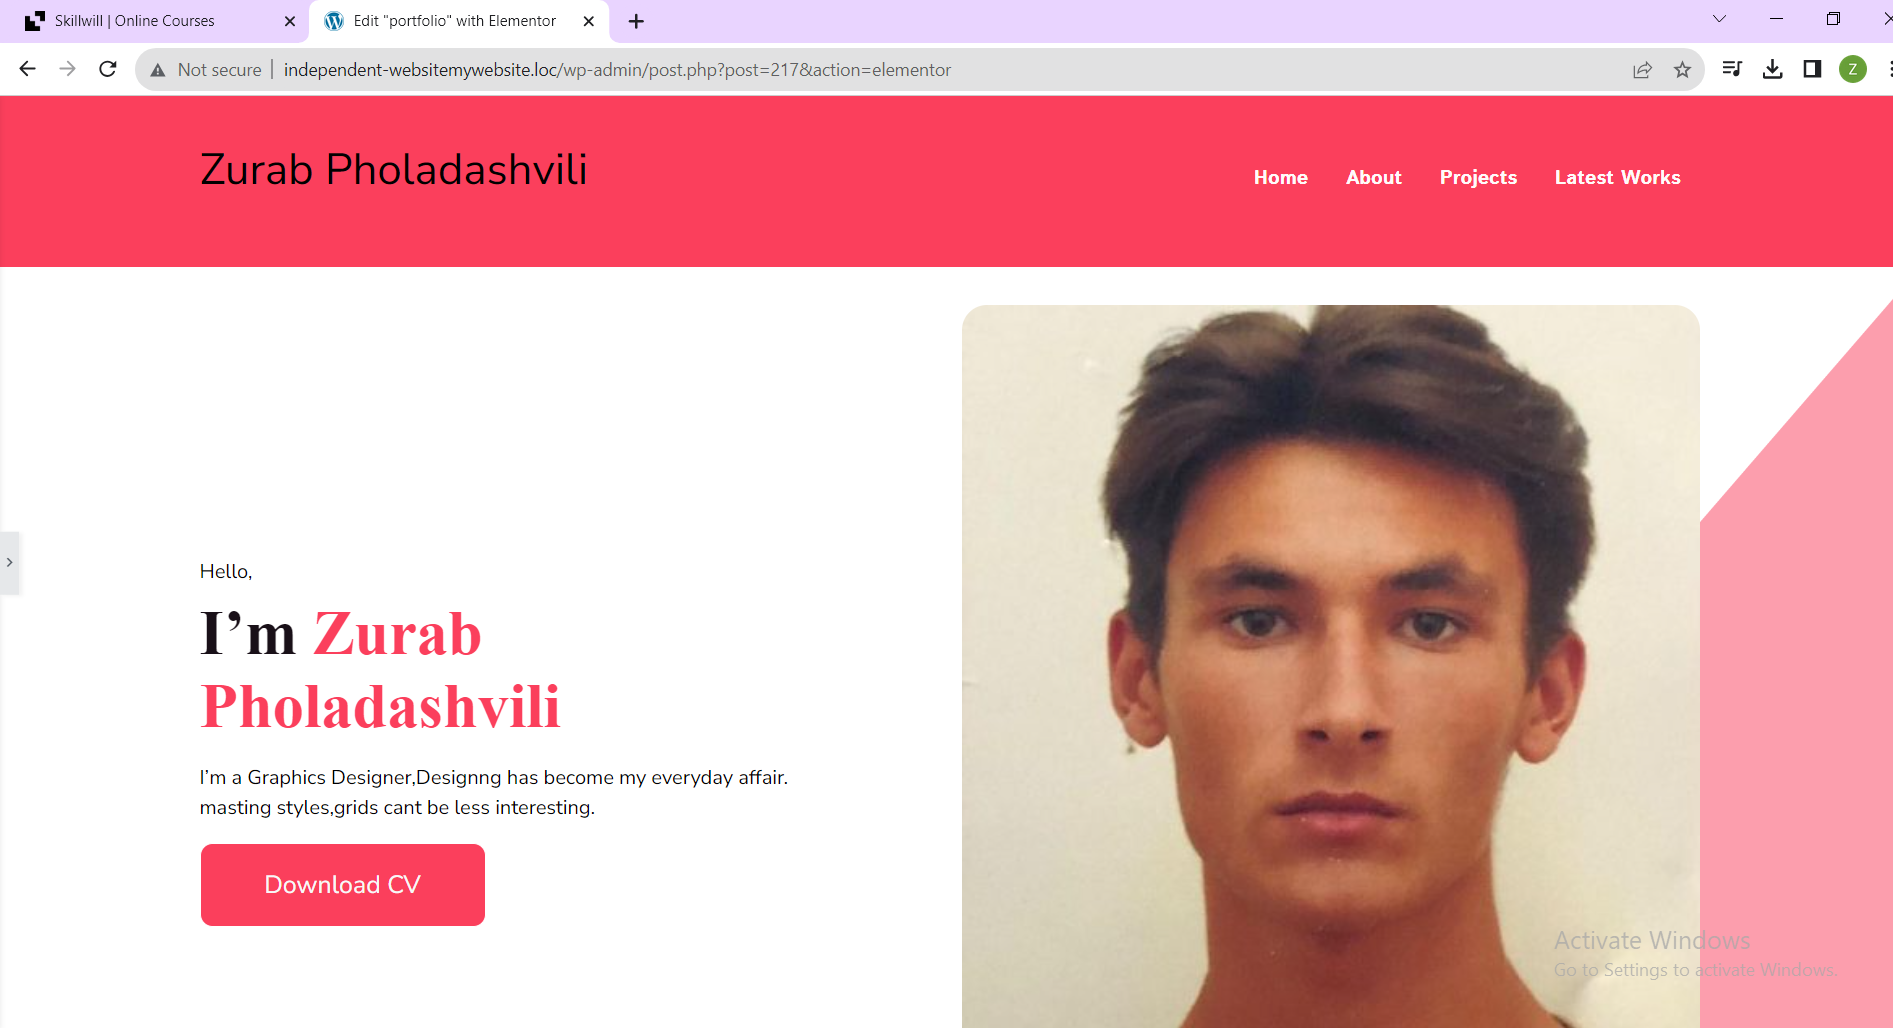 Skillwill | Online Courses
Edit "portfolio" with Elementor
Not secure
independent-websitemywebsite.loc/wp-admin/post.php?post=217&action=elementor
Z
Zurab Pholadashvili
Home About Projects Latest Works
Hello,
I’m Zurab
Pholadashvili
I’m a Graphics Designer,Designng has become my everyday affair.
masting styles,grids cant be less interesting.
Download CV
Activate Windows
Go to Settings to activate Windows.